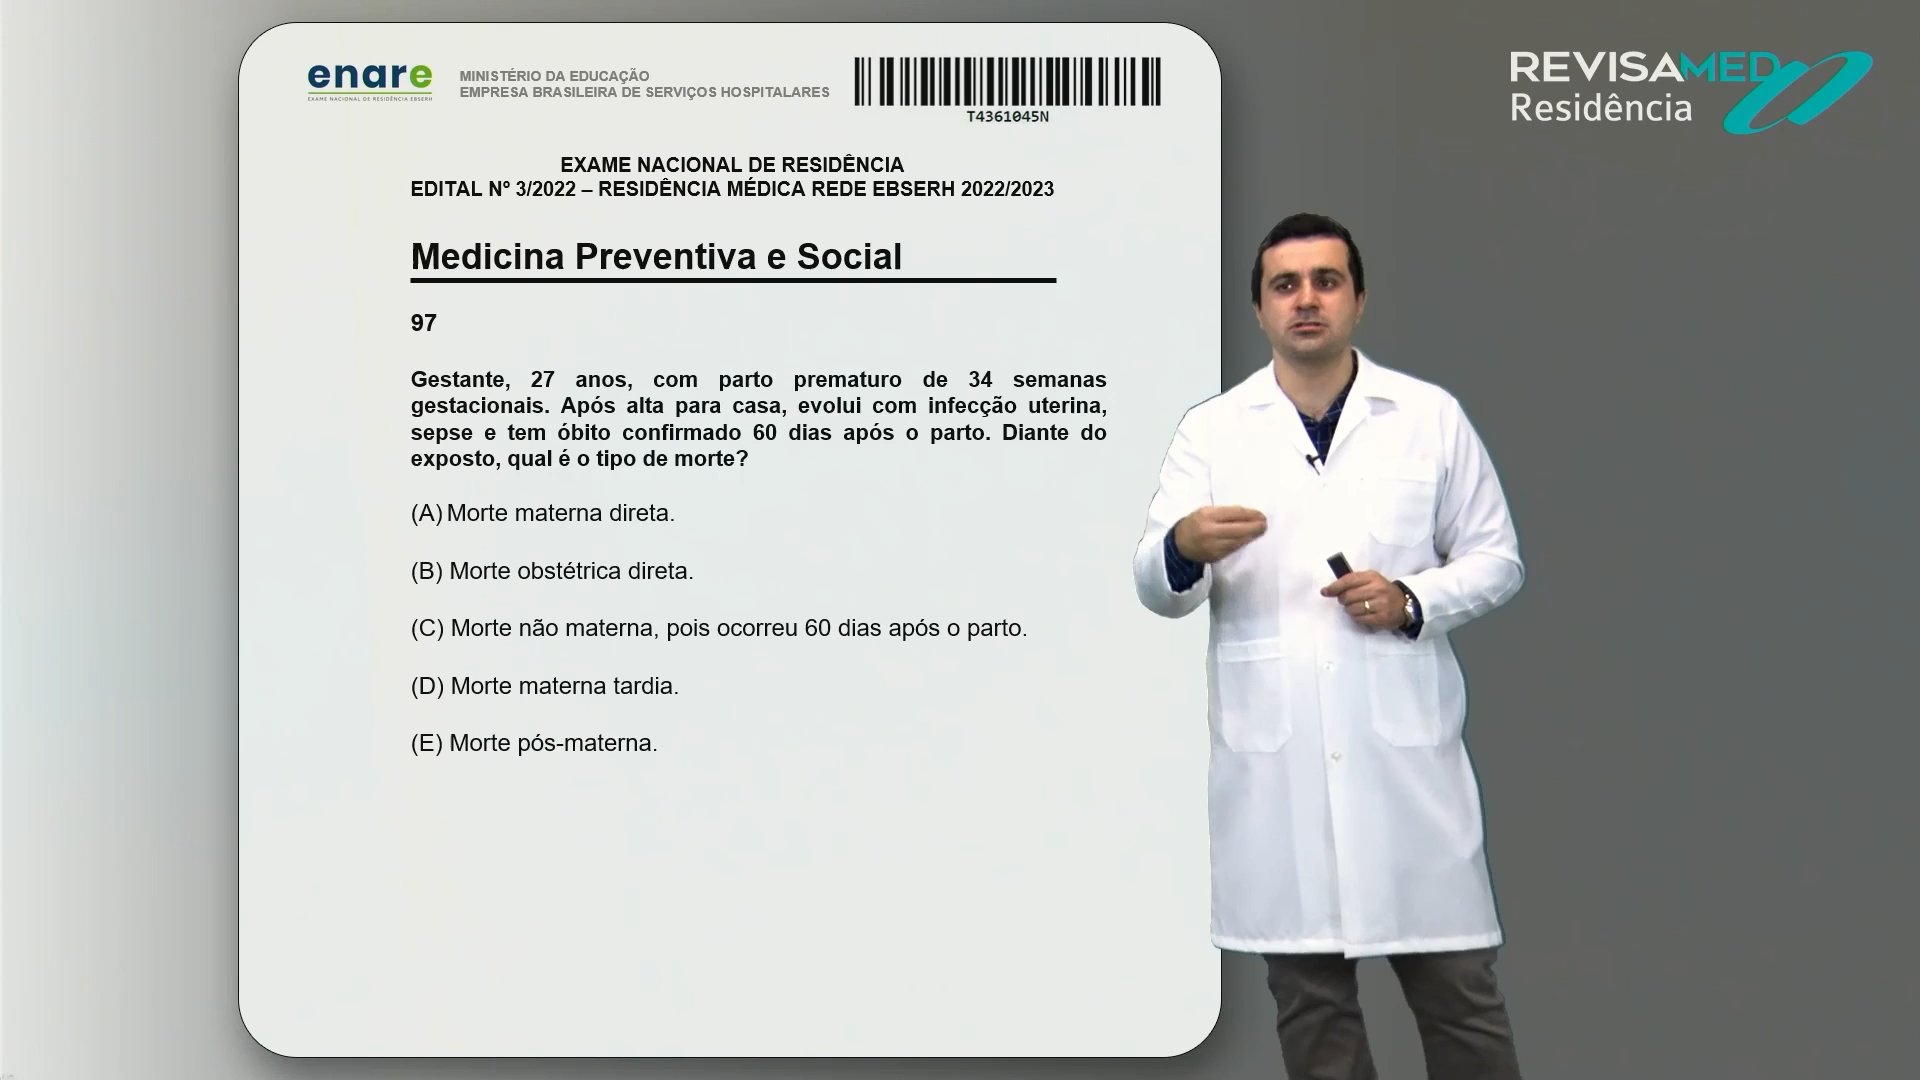 enare
EXAME NACIONAL DE RESIDÊNCIA EBSERH
MINISTÉRIO DA EDUCAÇÃO
EMPRESA BRASILEIRA DE SERVIÇOS HOSPITALARES
T4361045N
REVISAMED
Residência
EXAME NACIONAL DE RESIDÊNCIA
EDITAL Nº 3/2022 – RESIDÊNCIA MÉDICA REDE EBSERH 2022/2023
Medicina Preventiva e Social
97
Gestante, 27 anos, com parto prematuro de 34 semanas
gestacionais. Após alta para casa, evolui com infecção uterina,
sepse e tem óbito confirmado 60 dias após o parto. Diante do
exposto, qual é o tipo de morte?
(A) Morte materna direta.
(B) Morte obstétrica direta.
(C) Morte não materna, pois ocorreu 60 dias após o parto.
(D) Morte materna tardia.
(E) Morte pós-materna.